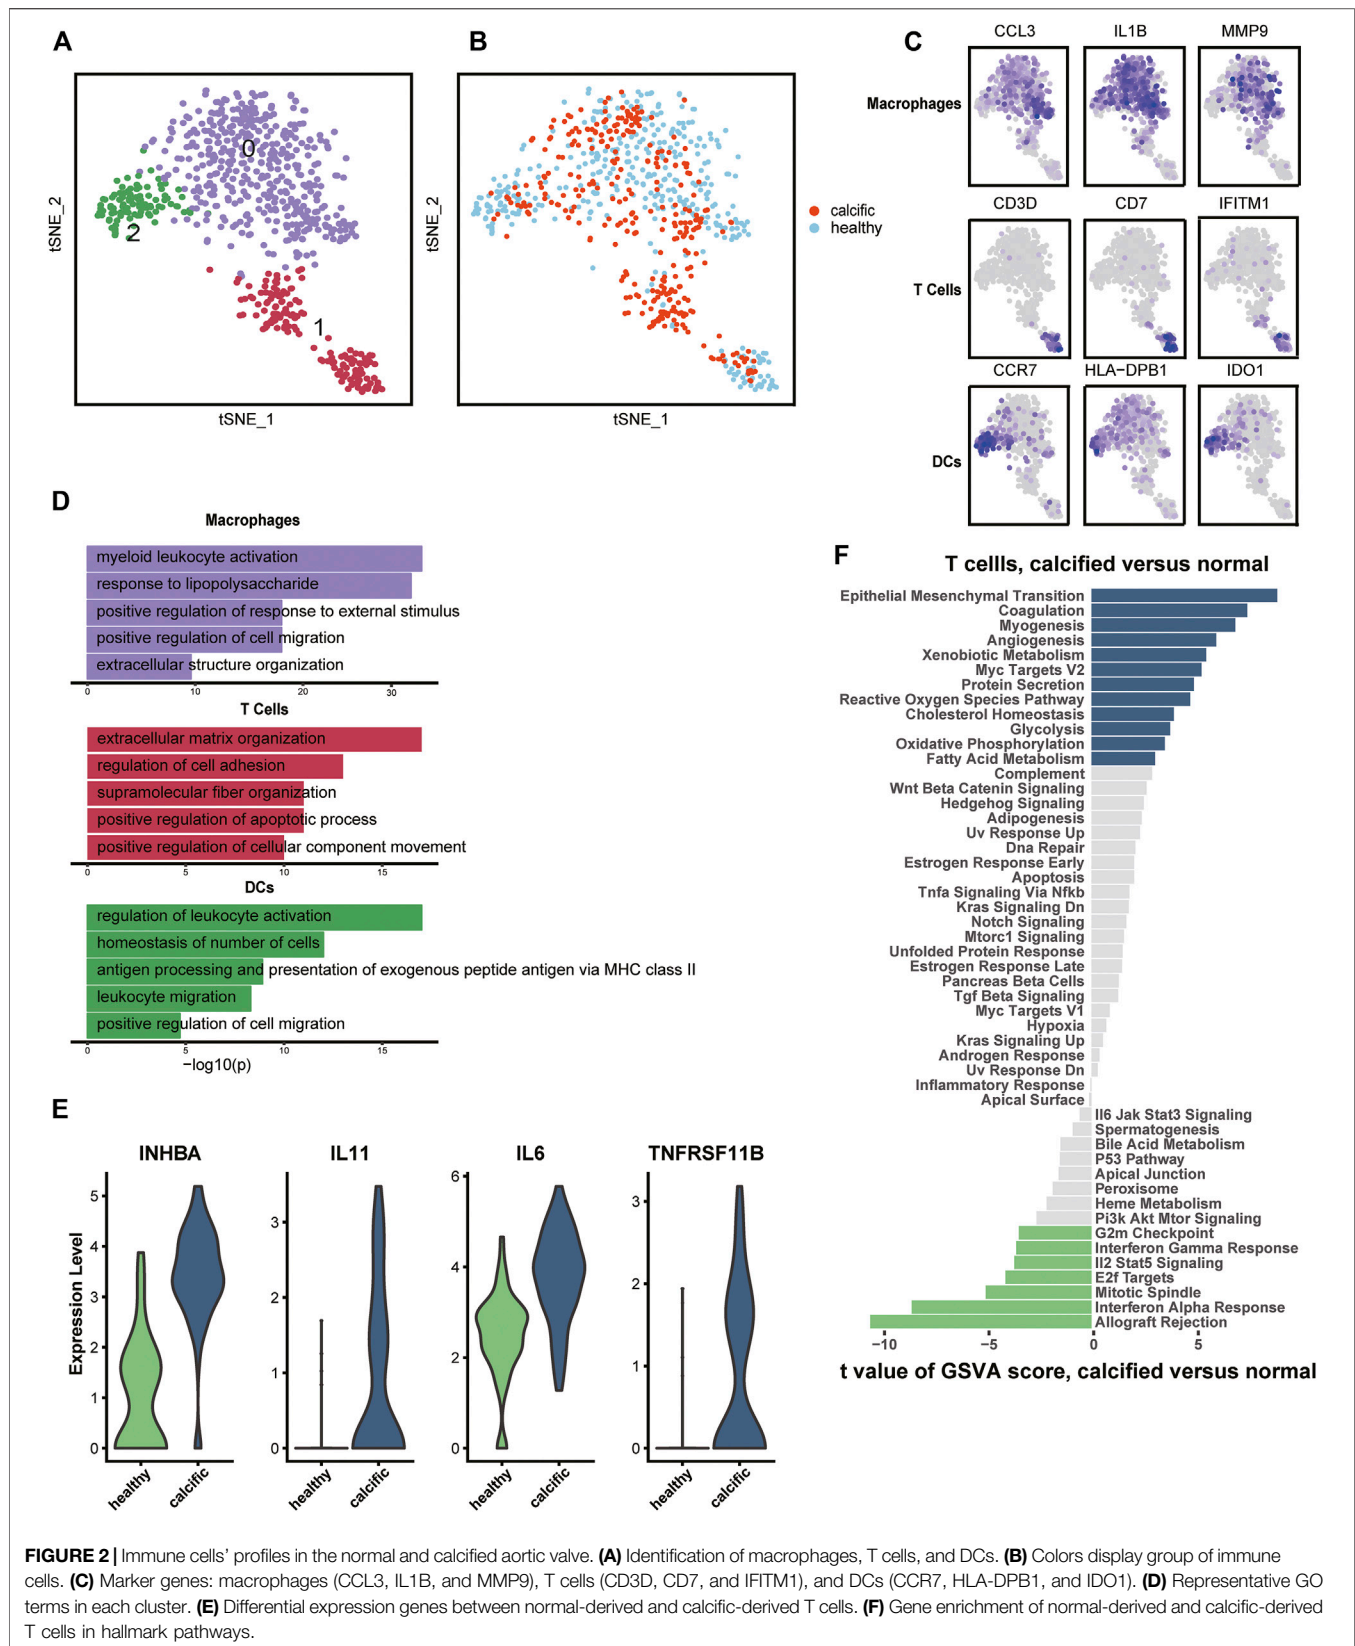 A
tSNE_2
0
2
1
tSNE_1
B
tSNE_2
tSNE_1
calcific
healthy
C
CCL3
IL1B
MMP9
Macrophages
CD3D
CD7
IFITM1
T Cells
CCR7
HLA−DPB1
IDO1
DCs
D
Macrophages
myeloid leukocyte activation
response to lipopolysaccharide
positive regulation of response to external stimulus
positive regulation of cell migration
extracellular structure organization
0
10
20
30
T Cells
extracellular matrix organization
regulation of cell adhesion
supramolecular fiber organization
positive regulation of apoptotic process
positive regulation of cellular component movement
0
5
10
15
DCs
regulation of leukocyte activation
homeostasis of number of cells
antigen processing and presentation of exogenous peptide antigen via MHC class II
leukocyte migration
positive regulation of cell migration
0
5
10
15
−log10(p)
E
Expression Level
INHBA
5
4
3
2
1
0
healthy
calcific
IL11
3
2
1
0
healthy
calcific
IL6
6
4
2
0
healthy
calcific
TNFRSF11B
3
2
1
0
healthy
calcific
F
T cellls, calcified versus normal
Epithelial Mesenchymal Transition
Coagulation
Myogenesis
Angiogenesis
Xenobiotic Metabolism
Myc Targets V2
Protein Secretion
Reactive Oxygen Species Pathway
Cholesterol Homeostasis
Glycolysis
Oxidative Phosphorylation
Fatty Acid Metabolism
Complement
Wnt Beta Catenin Signaling
Hedgehog Signaling
Adipogenesis
Uv Response Up
Dna Repair
Estrogen Response Early
Apoptosis
Tnfa Signaling Via Nfkb
Kras Signaling Dn
Notch Signaling
Mtorc1 Signaling
Unfolded Protein Response
Estrogen Response Late
Pancreas Beta Cells
Tgf Beta Signaling
Myc Targets V1
Hypoxia
Kras Signaling Up
Androgen Response
Uv Response Dn
Inflammatory Response
Apical Surface
Il6 Jak Stat3 Signaling
Spermatogenesis
Bile Acid Metabolism
P53 Pathway
Apical Junction
Peroxisome
Heme Metabolism
Pi3k Akt Mtor Signaling
G2m Checkpoint
Interferon Gamma Response
Il2 Stat5 Signaling
E2f Targets
Mitotic Spindle
Interferon Alpha Response
Allograft Rejection
−10
−5
0
5
t value of GSVA score, calcified versus normal
FIGURE 2 | Immune cells' profiles in the normal and calcified aortic valve. (A) Identification of macrophages, T cells, and DCs. (B) Colors display group of immune
cells. (C) Marker genes: macrophages (CCL3, IL1B, and MMP9), T cells (CD3D, CD7, and IFITM1), and DCs (CCR7, HLA-DPB1, and IDO1). (D) Representative GO
terms in each cluster. (E) Differential expression genes between normal-derived and calcific-derived T cells. (F) Gene enrichment of normal-derived and calcific-derived
T cells in hallmark pathways.